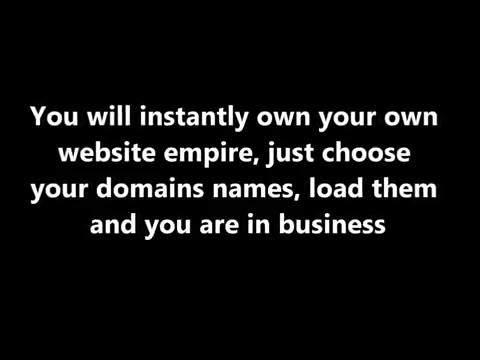 You will instantly own your own
website empire, just choose
your domains names, load them
and you are in business